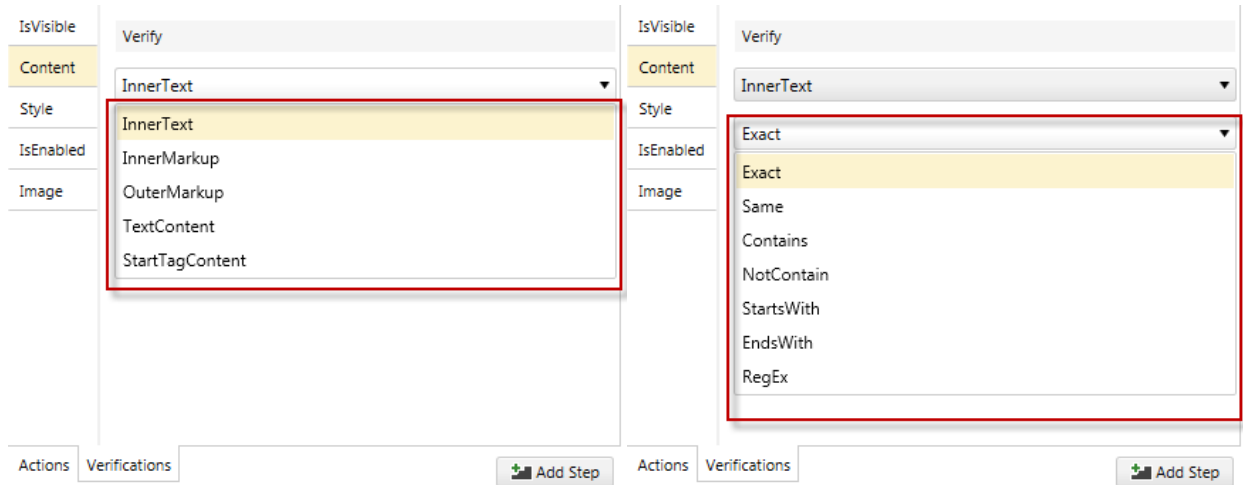 IsVisible
Content
Style
IsEnabled
Image
Verify
InnerText
InnerText
InnerMarkup
OuterMarkup
TextContent
StartTagContent
Actions
Verifications
Add Step
IsVisible
Content
Style
IsEnabled
Image
Verify
InnerText
Exact
Exact
Same
Contains
NotContain
StartsWith
EndsWith
RegEx
Actions
Verifications
Add Step